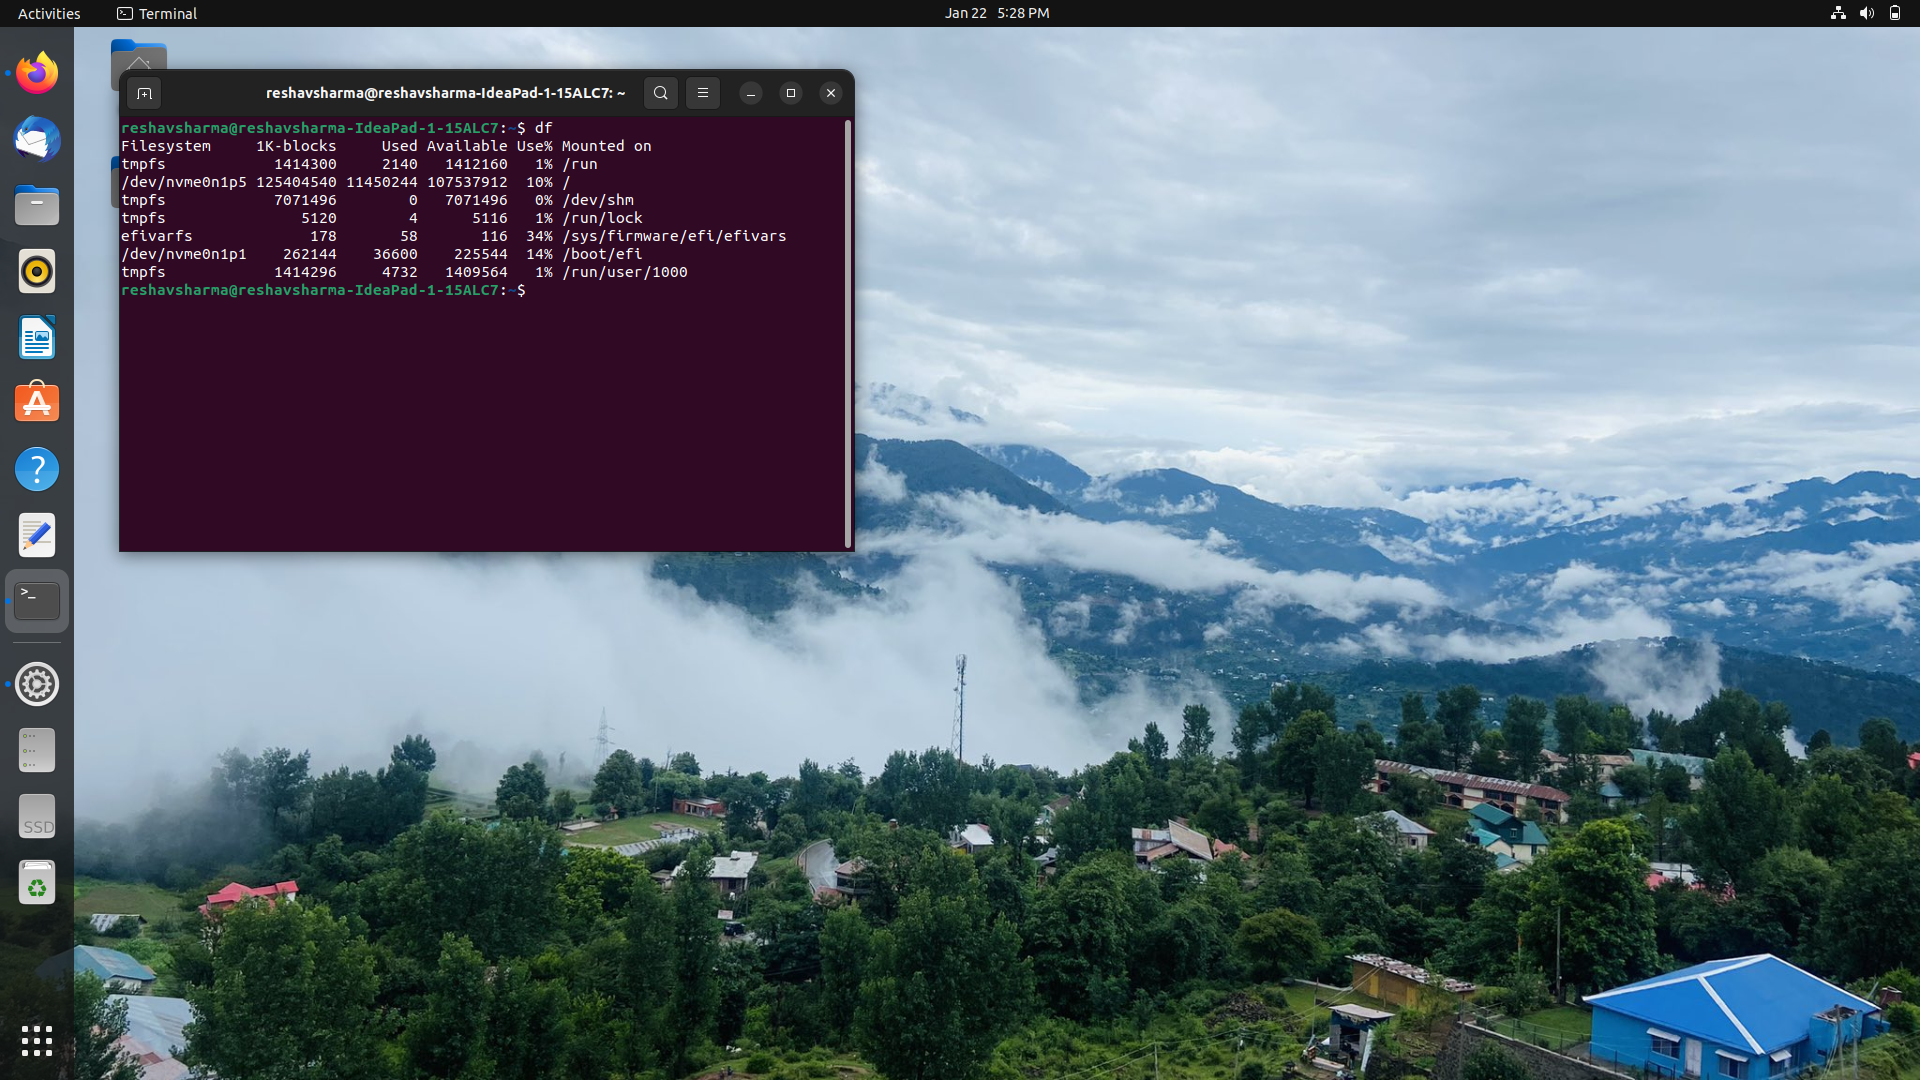 Activities
Terminal
Jan 22 5:28 PM
reshavsharma@reshavsharma-IdeaPad-1-15ALC7: ~
reshavsharma@reshavsharma-IdeaPad-1-15ALC7:~$ df
Filesystem 1K-blocks Used Available Use% Mounted on
tmpfs 1414300 2140 1412160 1% /run
/dev/nvme0n1p5 125404540 11450244 107537912 10% /
tmpfs 7071496 0 7071496 0% /dev/shm
tmpfs 5120 4 5116 1% /run/lock
efivarfs 178 58 116 34% /sys/firmware/efi/efivars
/dev/nvme0n1p1 262144 36600 225544 14% /boot/efi
tmpfs 1414296 4732 1409564 1% /run/user/1000
reshavsharma@reshavsharma-IdeaPad-1-15ALC7:~$
SSD